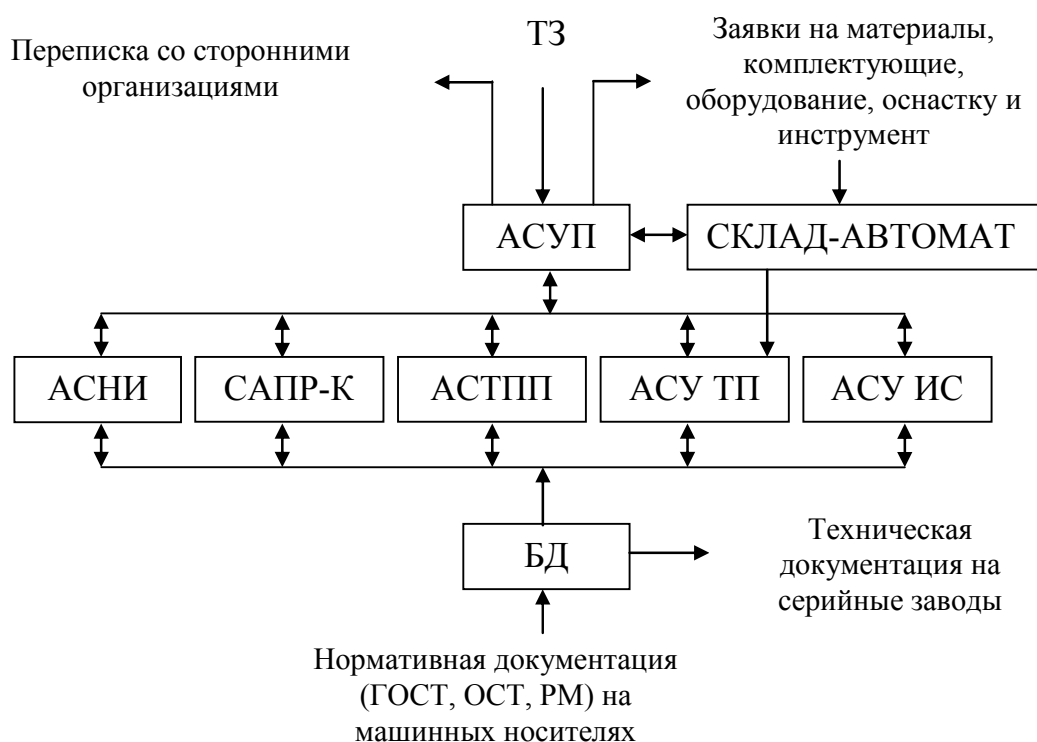 Переписка со сторонними
организациями
ТЗ
Заявки на материалы,
комплектующие,
оборудование, оснастку и
инструмент
АСУП
СКЛАД-АВТОМАТ
АСНИ
САПР-К
АСТПП
АСУ ТП
АСУ ИС
БД
Техническая
документация на
серийные заводы
Нормативная документация
(ГОСТ, ОСТ, РМ) на
машинных носителях